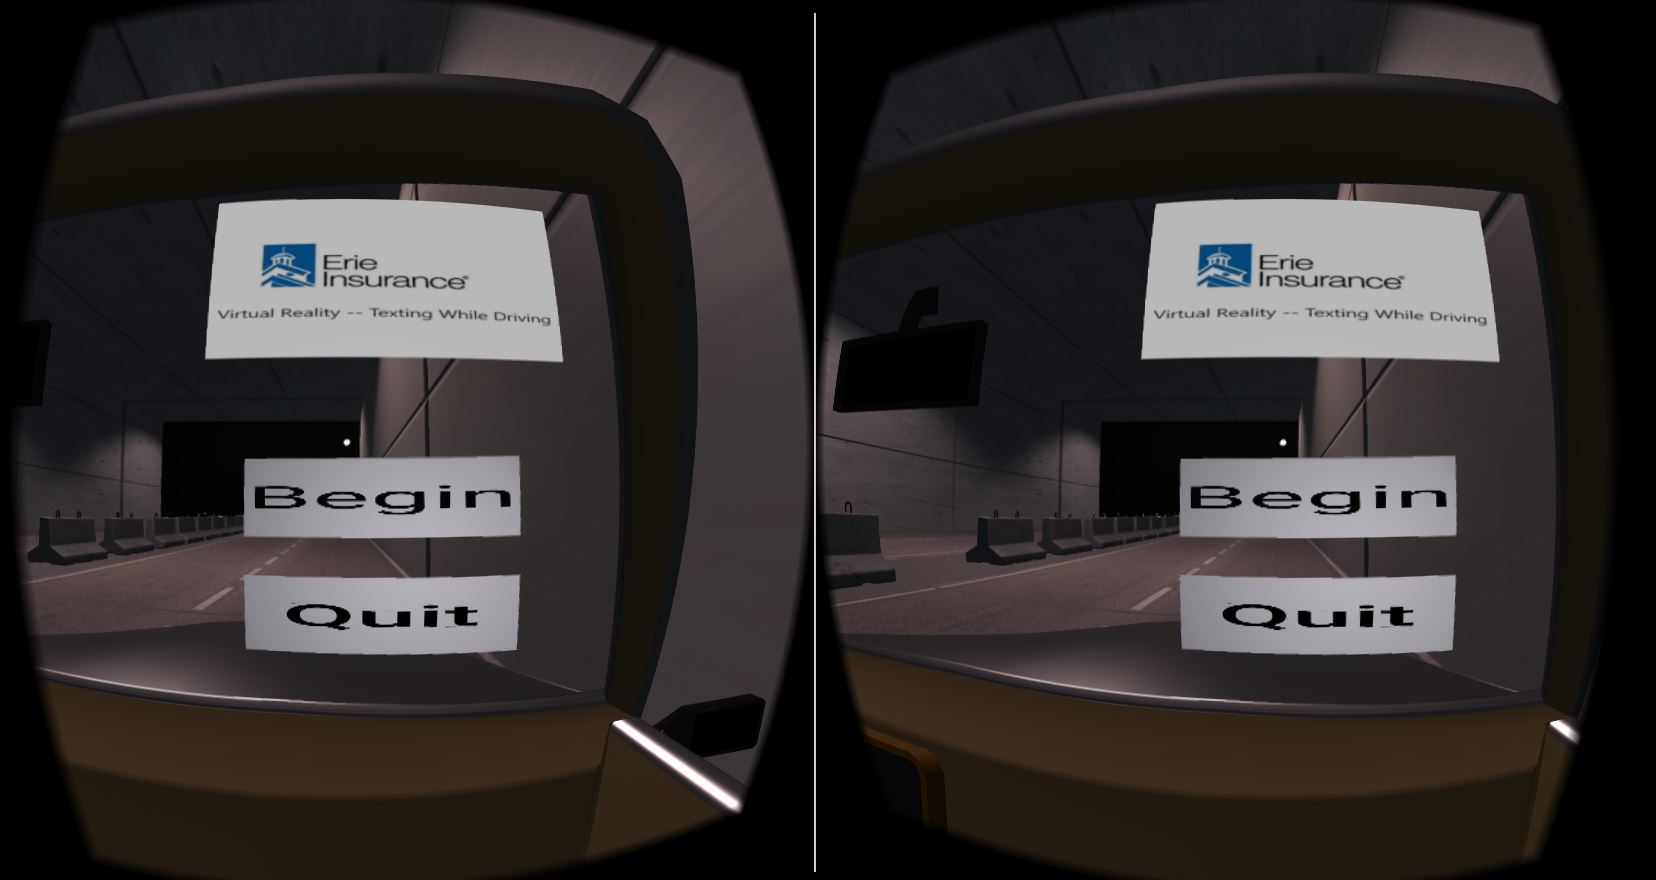 Erie
Insurance®
Virtual Reality -- Texting While Driving
Begin
Quit
Erie
Insurance®
Virtual Reality -- Texting While Driving
Begin
Quit